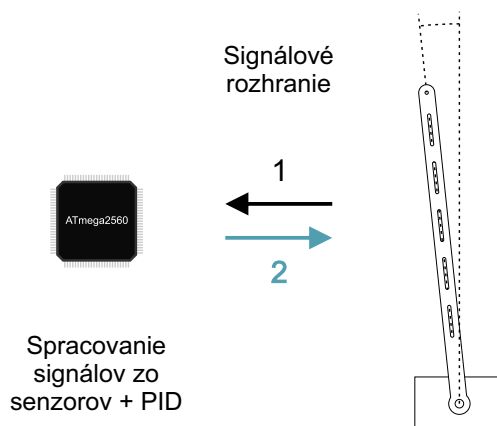 Signálové
rozhranie
1
ATmega2560
2
Spracovanie
signálov zo
senzorov + PID